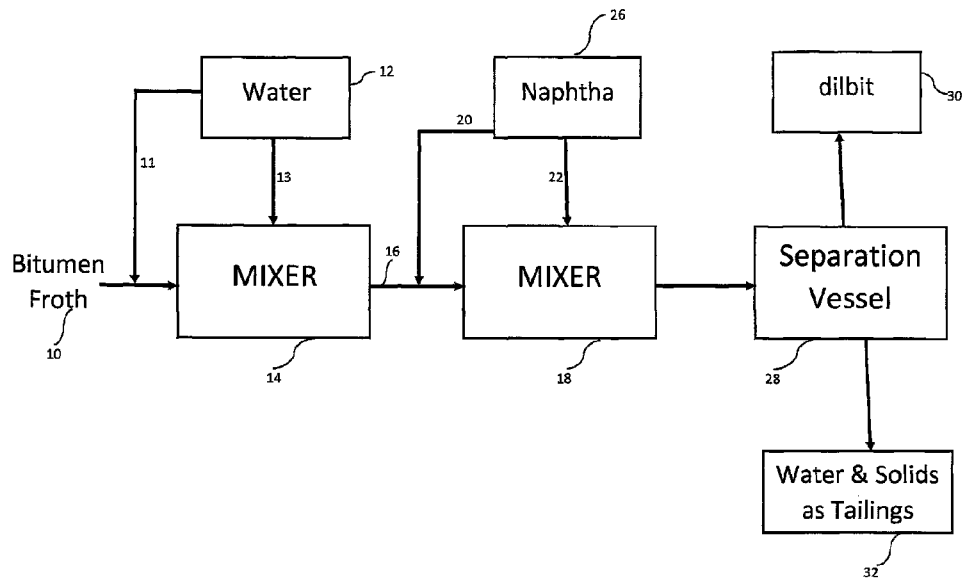 26
12
Water
Naphtha
dilbit
30
20
11
13
22
Bitumen
Froth
10
MIXER
16
MIXER
Separation
Vessel
14
18
28
Water & Solids
as Tailings
32